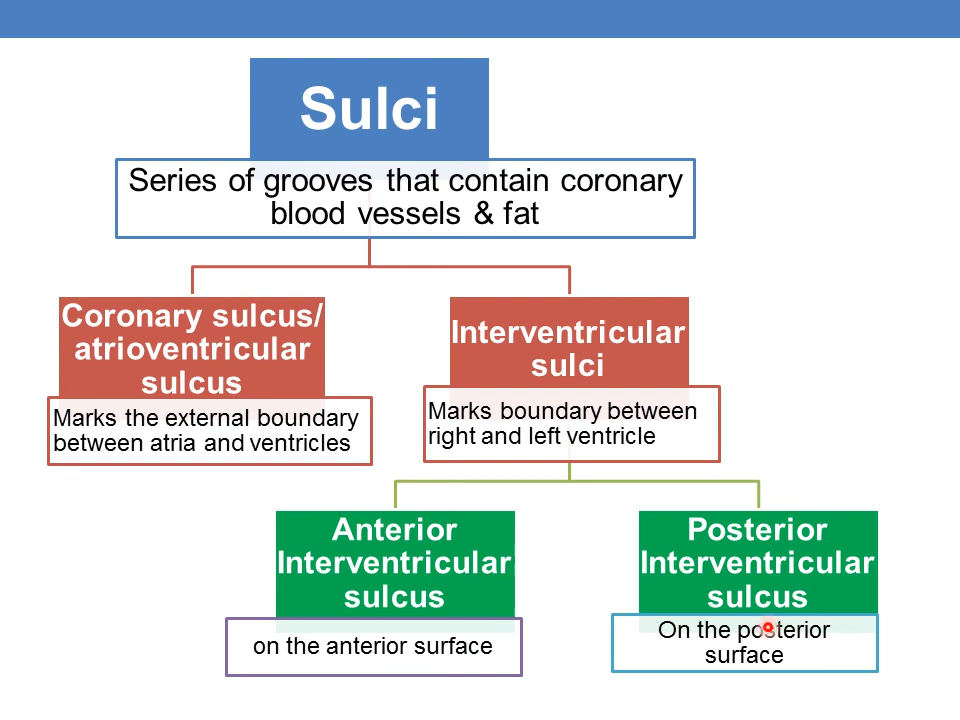 Sulci
Series of grooves that contain coronary
blood vessels & fat
Coronary sulcus/
atrioventricular
sulcus
Marks the external boundary
between atria and ventricles
Interventricular
sulci
Marks boundary between
right and left ventricle
Anterior
Interventricular
sulcus
on the anterior surface
Posterior
Interventricular
sulcus
On the posterior
surface